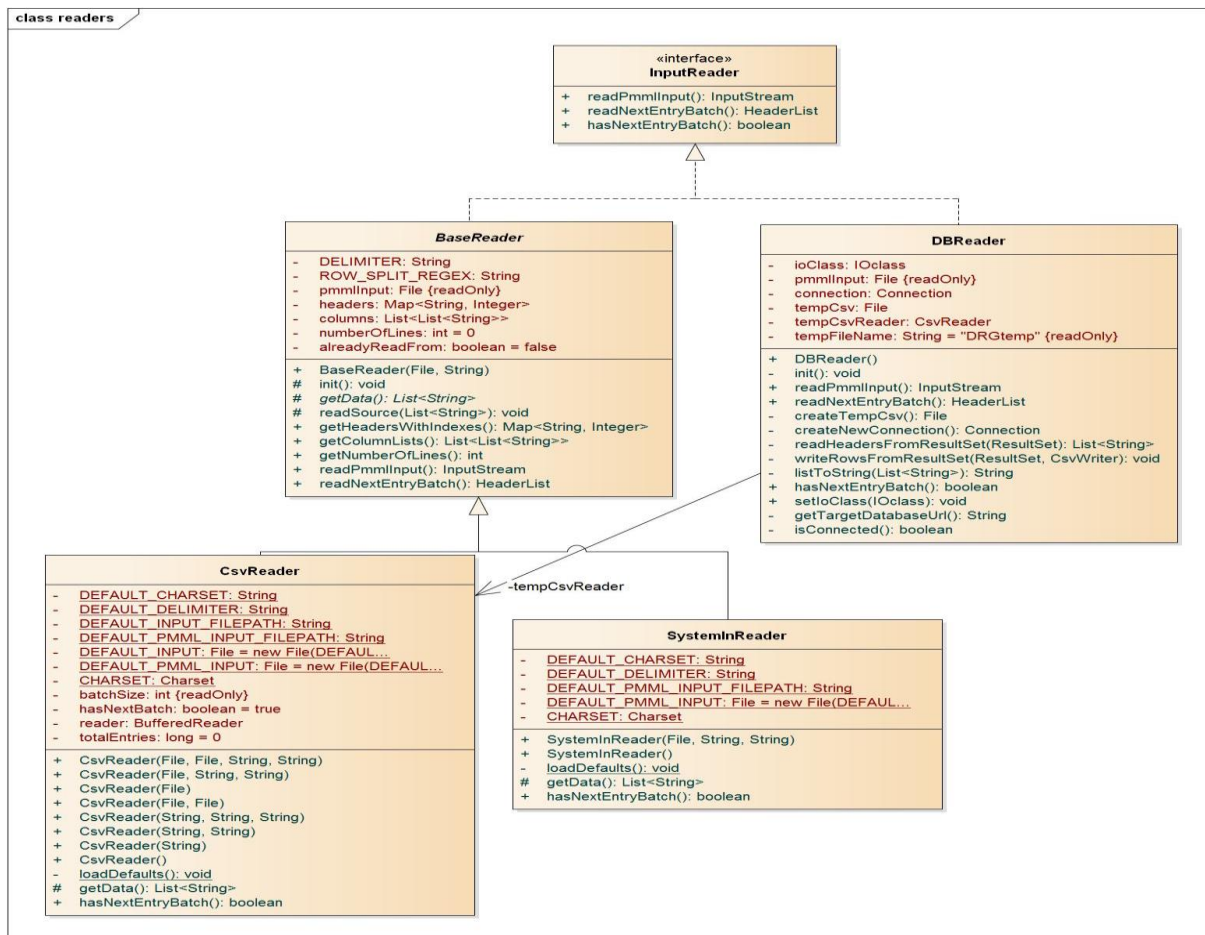 class readers
«interface»
InputReader
+ readPmmlInput(): InputStream
+ readNextEntryBatch(): HeaderList
+ hasNextEntryBatch(): boolean
BaseReader
- DELIMITER: String
- ROW_SPLIT_REGEX: String
- pmmlInput: File {readOnly}
- headers: Map<String, Integer>
- columns: List<List<String>>
- numberOfLines: int = 0
- alreadyReadFrom: boolean = false
+ BaseReader(File, String)
# init(): void
# getData(): List<String>
# readSource(List<String>): void
+ getHeadersWithIndexes(): Map<String, Integer>
+ getColumnLists(): List<List<String>>
+ getNumberOfLines(): int
+ readPmmlInput(): InputStream
+ readNextEntryBatch(): HeaderList
DBReader
- ioClass: IOclass
- pmmlInput: File {readOnly}
- connection: Connection
- tempCsv: File
- tempCsvReader: CsvReader
- tempFileName: String = "DRGtemp" {readOnly}
+ DBReader()
- init(): void
+ readPmmlInput(): InputStream
+ readNextEntryBatch(): HeaderList
- createTempCsv(): File
- createNewConnection(): Connection
- readHeadersFromResultSet(ResultSet): List<String>
- writeRowsFromResultSet(ResultSet, CsvWriter): void
- listToString(List<String>): String
+ hasNextEntryBatch(): boolean
+ setIoClass(IOclass): void
- getTargetDatabaseUrl(): String
- isConnected(): boolean
-tempCsvReader
CsvReader
- DEFAULT_CHARSET: String
- DEFAULT_DELIMITER: String
- DEFAULT_INPUT_FILEPATH: String
- DEFAULT_PMML_INPUT_FILEPATH: String
- DEFAULT_INPUT: File = new File(DEFAUL...
- DEFAULT_PMML_INPUT: File = new File(DEFAUL...
- CHARSET: Charset
- batchSize: int {readOnly}
- hasNextBatch: boolean = true
- reader: BufferedReader
- totalEntries: long = 0
+ CsvReader(File, File, String, String)
+ CsvReader(File, String, String)
+ CsvReader(File)
+ CsvReader(File, File)
+ CsvReader(String, String, String)
+ CsvReader(String, String)
+ CsvReader(String)
+ CsvReader()
- loadDefaults(): void
# getData(): List<String>
+ hasNextEntryBatch(): boolean
SystemInReader
- DEFAULT_CHARSET: String
- DEFAULT_DELIMITER: String
- DEFAULT_PMML_INPUT_FILEPATH: String
- DEFAULT_PMML_INPUT: File = new File(DEFAUL...
- CHARSET: Charset
+ SystemInReader(File, String, String)
+ SystemInReader()
- loadDefaults(): void
# getData(): List<String>
+ hasNextEntryBatch(): boolean